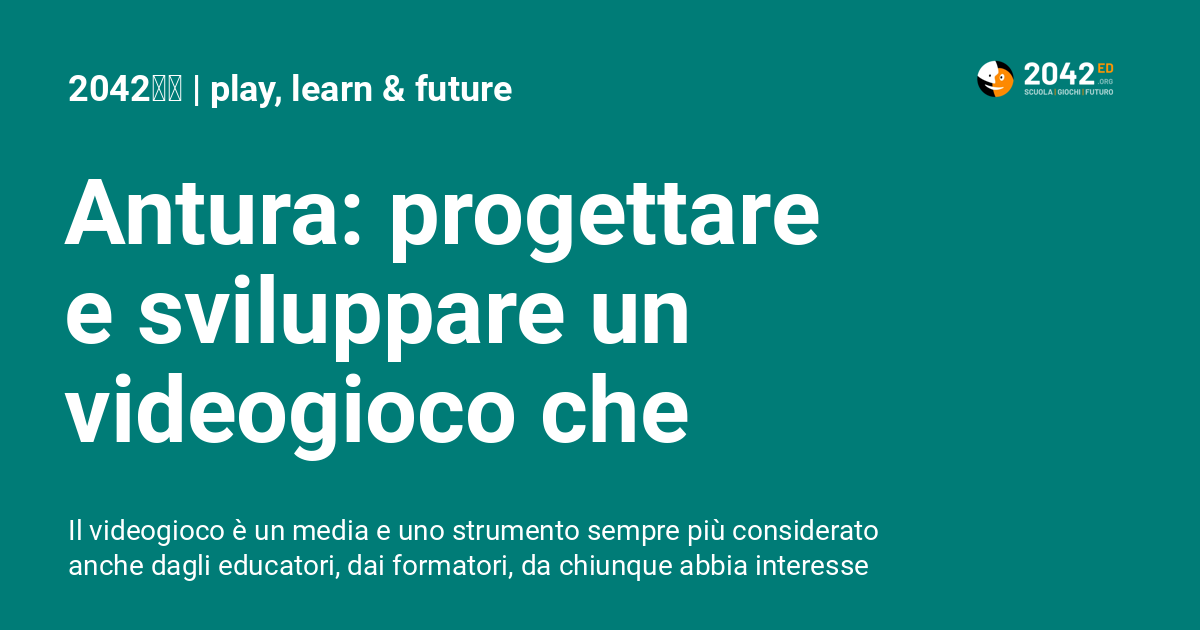 2042 | play, learn & future
2042 ED
.ORG
SCUOLA | GIOCHI | FUTURO
Antura: progettare
e sviluppare un
videogioco che
Il videogioco è un media e uno strumento sempre più considerato
anche dagli educatori, dai formatori, da chiunque abbia interesse